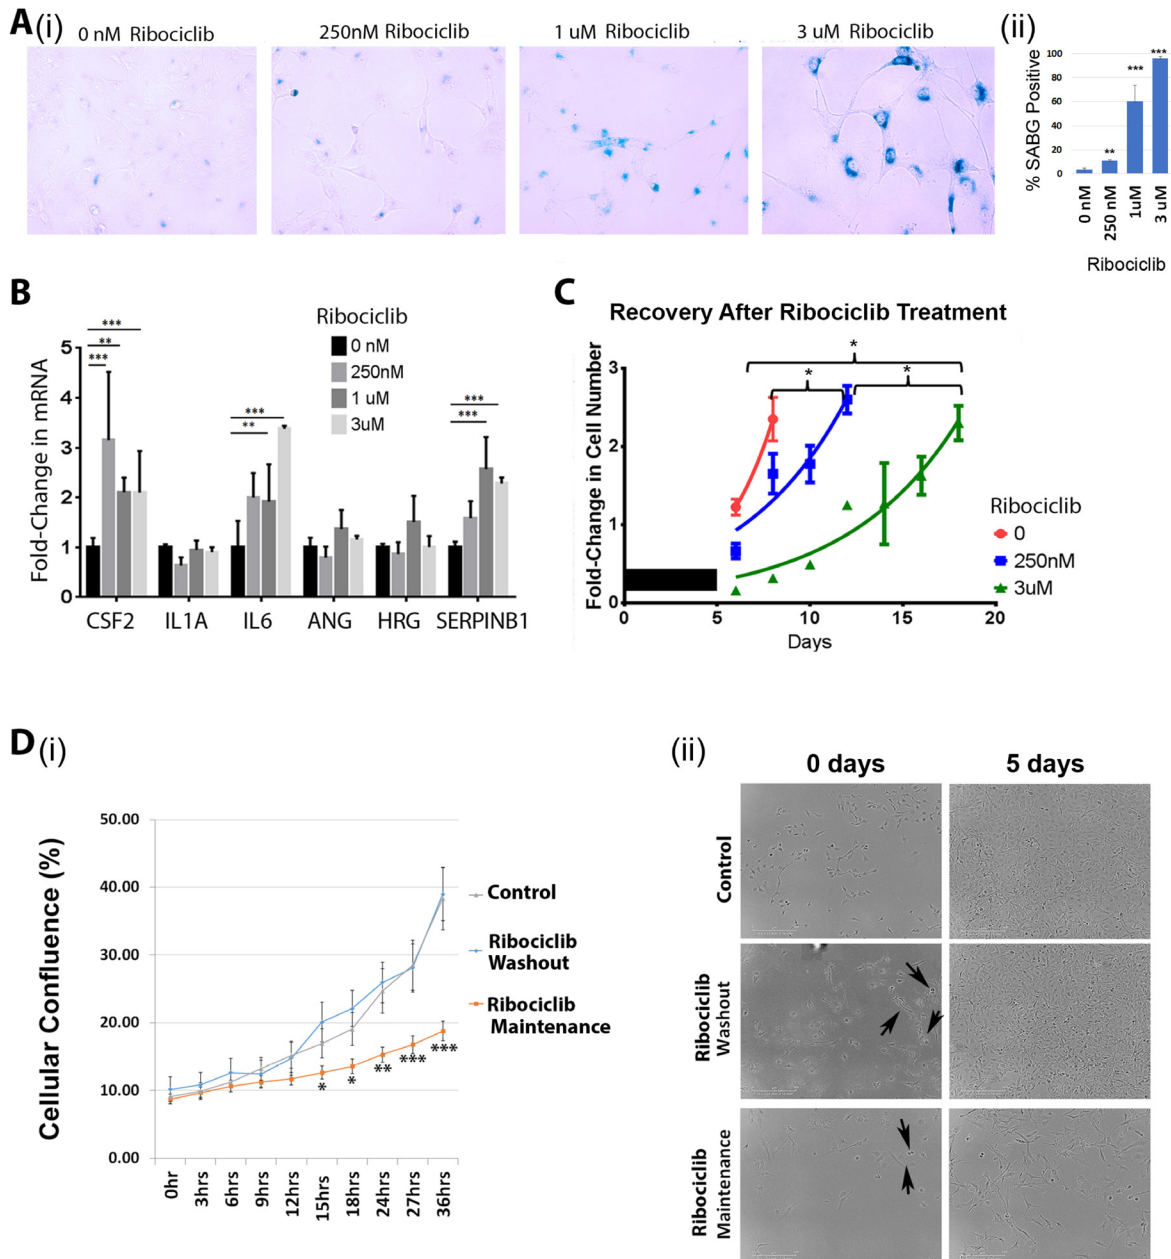 A(i)
0 nM Ribociclib
250nM Ribociclib
1 uM Ribociclib
3 uM Ribociclib
(ii)
% SABG Positive
100
80
60
40
20
0
**
***
***
0 nM
250 nM
1uM
3 uM
Ribociclib
B
Fold-Change in mRNA
5
4
3
2
1
0
***
**
***
***
**
***
***
Ribociclib
0 nM
250nM
1 uM
3uM
CSF2 IL1A IL6 ANG HRG SERPINB1
C
Recovery After Ribociclib Treatment
Fold-Change in Cell Number
3
2
1
0
*
*
*
0 5 10 15 20
Days
Ribociclib
0
250nM
3uM
D(i)
Cellular Confluence (%)
50.00
40.00
30.00
20.00
10.00
0.00
Control
Ribociclib
Washout
Ribociclib
Maintenance
*
*
**
***
***
0hr
3hrs
6hrs
9hrs
12hrs
15hrs
18hrs
24hrs
27hrs
36hrs
(ii)
0 days
5 days
Control
Ribociclib
Washout
Ribociclib
Maintenance